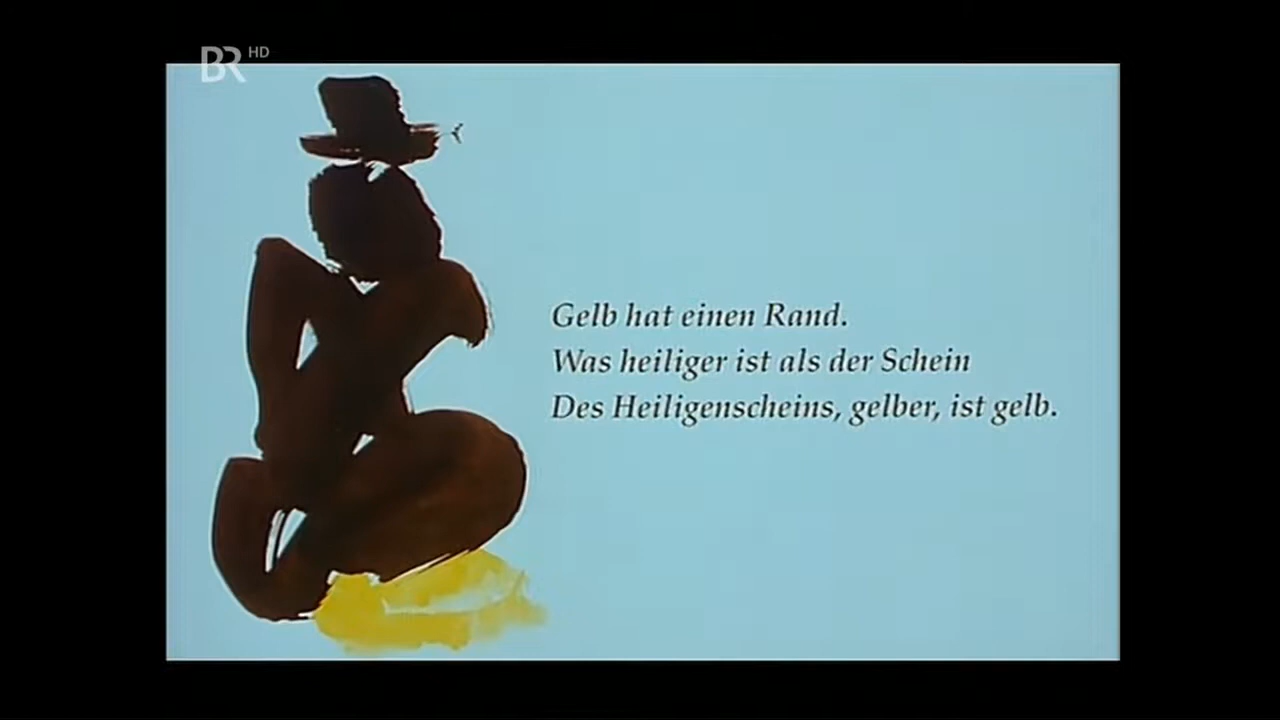 BR HD
Gelb hat einen Rand.
Was heiliger ist als der Schein
Des Heiligenscheins, gelber, ist gelb.